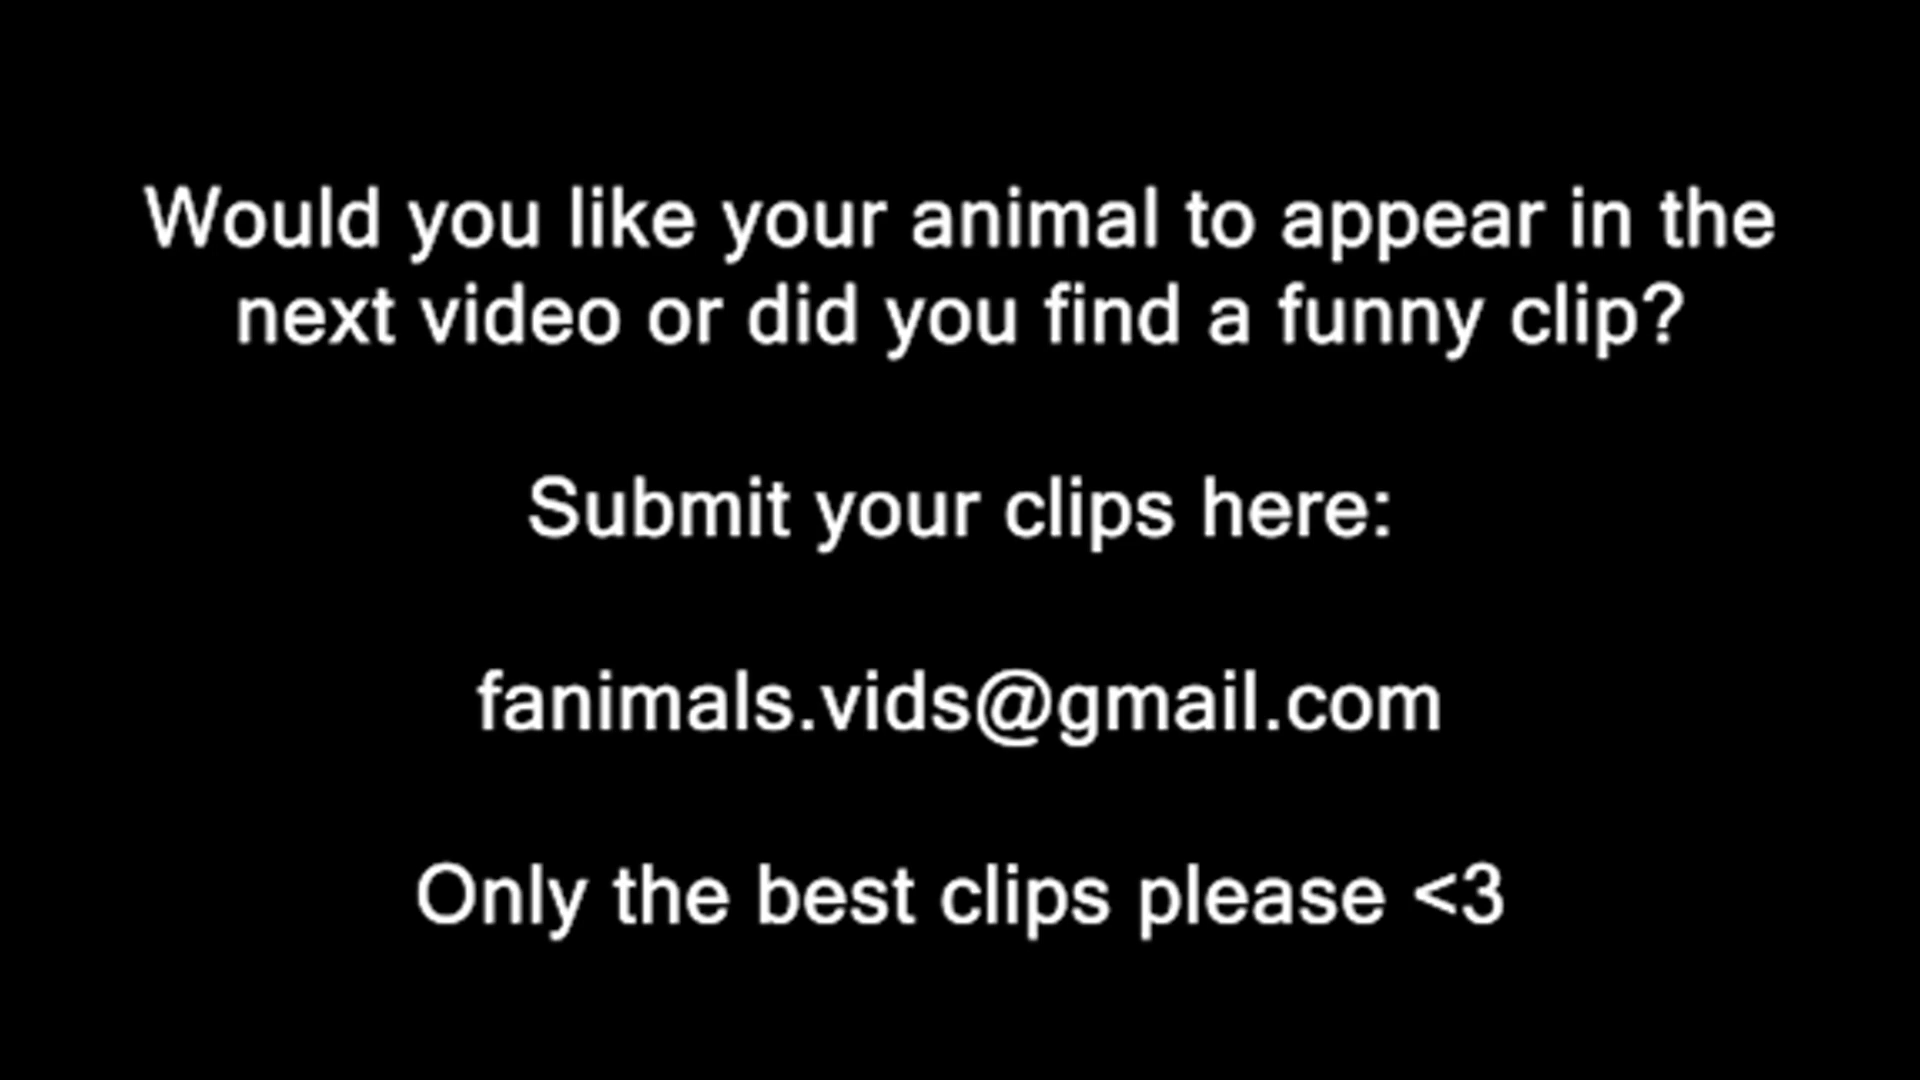 Would you like your animal to appear in the
next video or did you find a funny clip?
Submit your clips here:
fanimals.vids@gmail.com
Only the best clips please <3